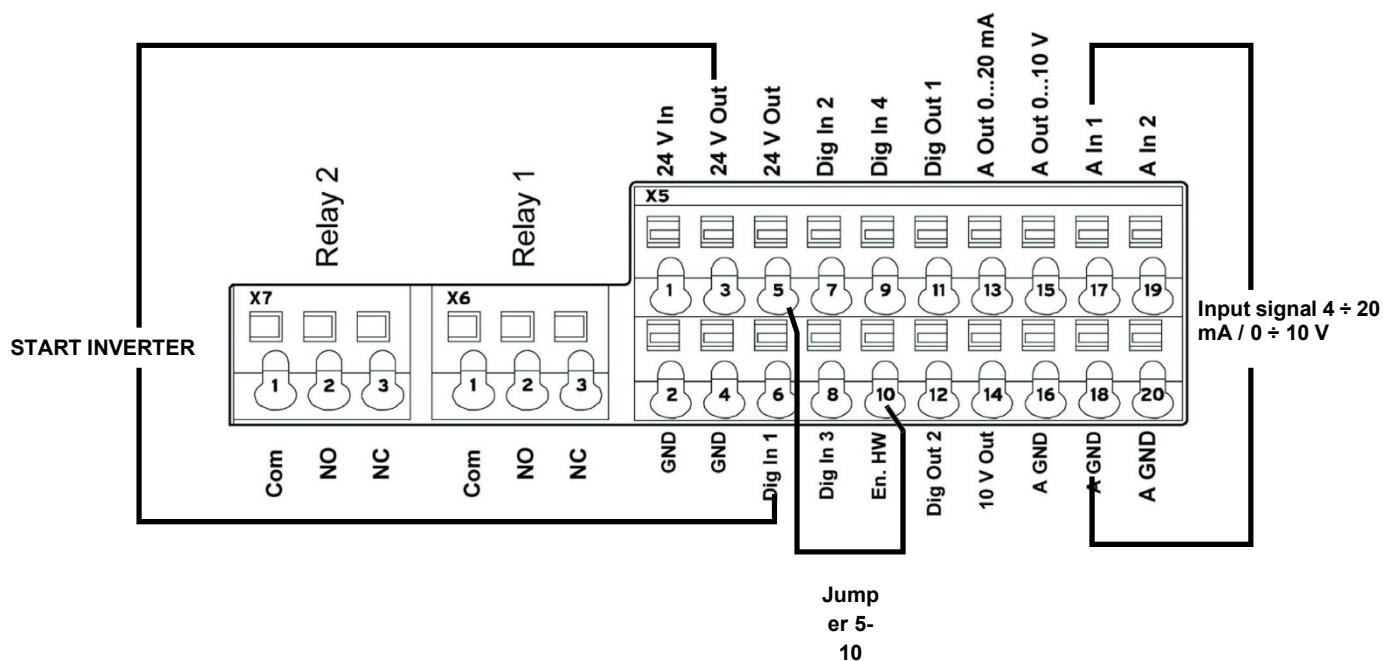 24 V In
24 V Out
24 V Out
Dig In 2
Dig In 4
Dig Out 1
A Out 0...20 mA
A Out 0...10 V
A In 1
A In 2
Relay 2
Relay 1
X5
1 3 5 7 9 11 13 15 17 19
X7
X6
START INVERTER
Input signal 4 ÷ 20
mA / 0 ÷ 10 V
1 2 3
1 2 3
2 4 6 8 10 12 14 16 18 20
Com
NO
NC
Com
NO
NC
GND
GND
Dig In 1
Dig In 3
En. HW
Dig Out 2
10 V Out
A GND
A GND
A GND
Jump
er 5-
10